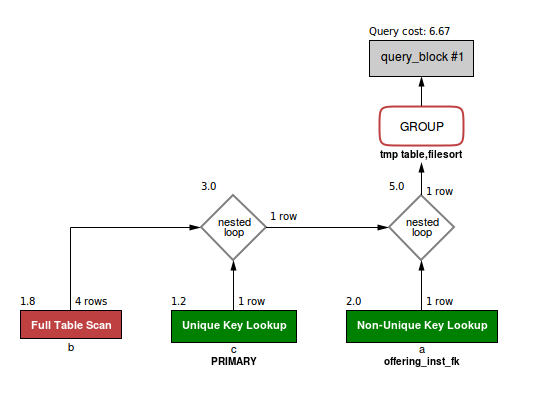 Query cost: 6.67
query_block #1
GROUP
tmp table,filesort
3.0
5.0
1 row
nested
loop
1 row
nested
loop
1.8
4 rows
1.2
1 row
2.0
1 row
Full Table Scan
Unique Key Lookup
Non-Unique Key Lookup
b
c
a
PRIMARY
offering_inst_fk